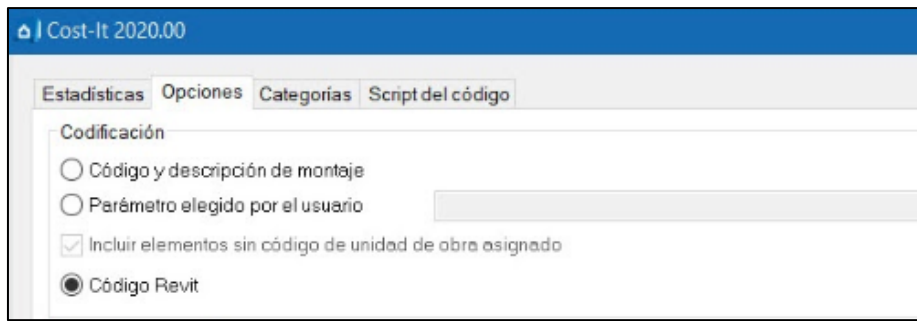 Cost-It 2020.00
Estadísticas Opciones Categorías Script del código
Codificación
Código y descripción de montaje
Parámetro elegido por el usuario
Incluir elementos sin código de unidad de obra asignado
Código Revit